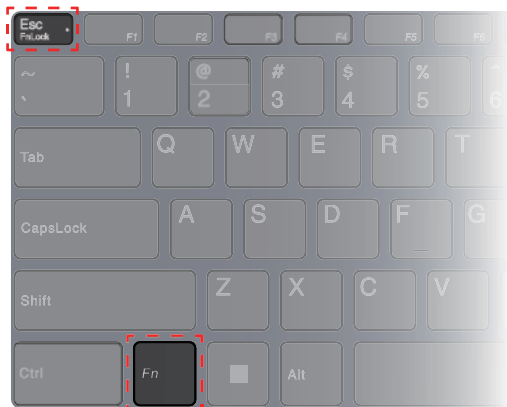 Esc
FnLock
F1 F2 F3 F4 F5 F6
~ ! @ # $ % ^
` 1 2 3 4 5 6
Tab Q W E R T
CapsLock A S D F G
Shift Z X C V
Ctrl Fn Alt